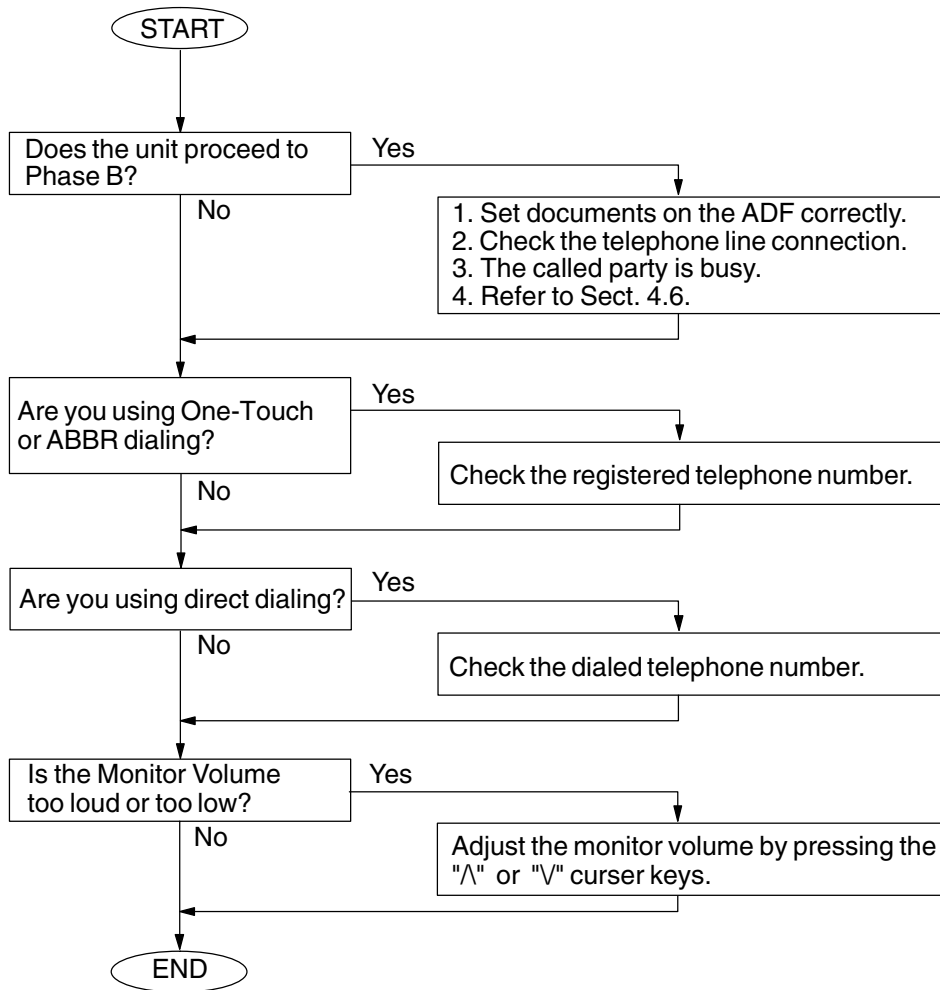 START
Does the unit proceed to
Phase B?
Yes
No
1. Set documents on the ADF correctly.
2. Check the telephone line connection.
3. The called party is busy.
4. Refer to Sect. 4.6.
Are you using One-Touch
or ABBR dialing?
Yes
No
Check the registered telephone number.
Are you using direct dialing?
Yes
No
Check the dialed telephone number.
Is the Monitor Volume
too loud or too low?
Yes
No
Adjust the monitor volume by pressing the
"/\" or "\/" curser keys.
END